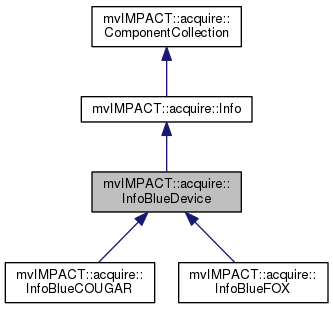 mvIMPACT::acquire::
ComponentCollection
mvIMPACT::acquire::Info
mvIMPACT::acquire::
InfoBlueDevice
mvIMPACT::acquire::
InfoBlueCOUGAR
mvIMPACT::acquire::
InfoBlueFOX